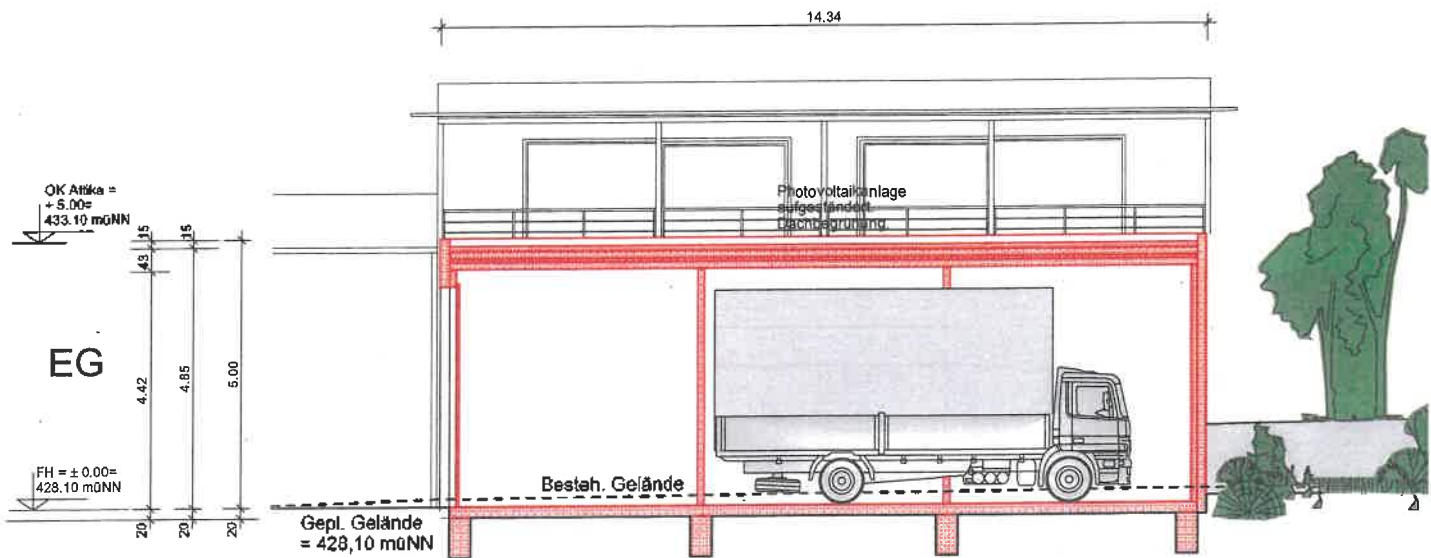 14.34
OK Attika =
+ 5.00=
433.10 müNN
15
15
43
Photovoltaikanlage
aufgeständert.
Dachbegrünung.
EG
4.42
4.85
5.00
FH = ± 0.00=
428.10 müNN
Besteh. Gelände
20
20
20
Gepl. Gelände
= 428,10 müNN